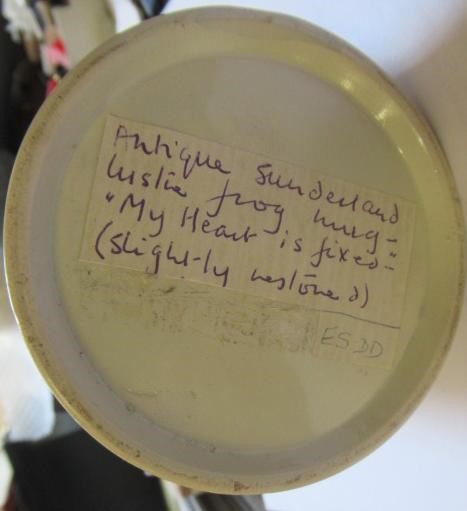 Antique Sunderland
lustre frog mug -
"My Heart is fixed"
(slightly restored)
ESDD